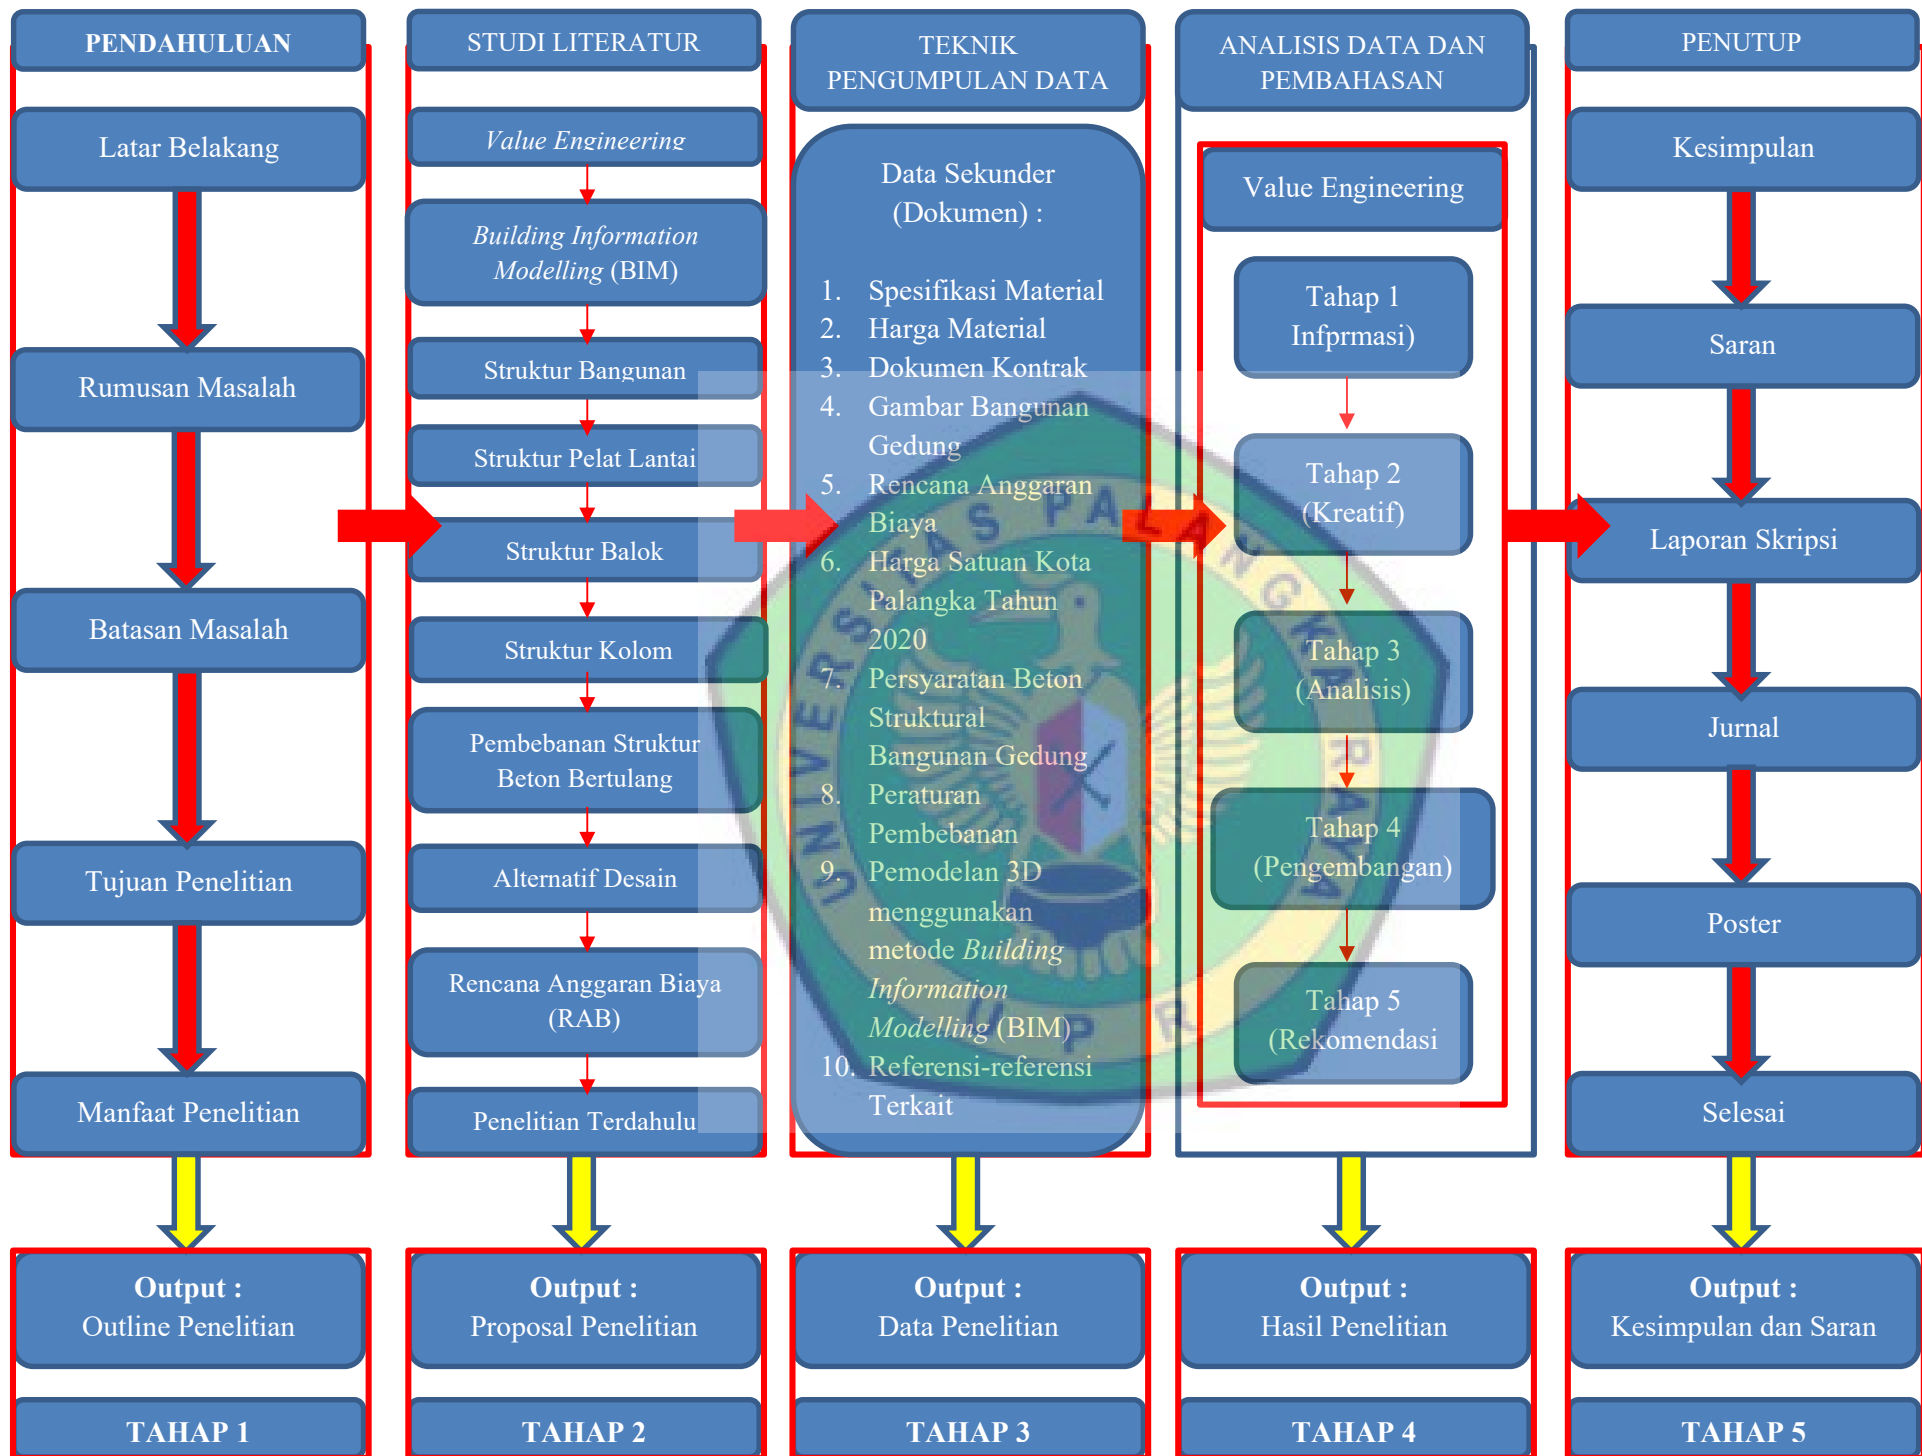 PENDAHULUAN
Latar Belakang
Rumusan Masalah
Batasan Masalah
Tujuan Penelitian
Manfaat Penelitian
Output :
Outline Penelitian
TAHAP 1
STUDI LITERATUR
Value Engineering
Building Information
Modelling (BIM)
Struktur Bangunan
Struktur Pelat Lantai
Struktur Balok
Struktur Kolom
Pembebanan Struktur
Beton Bertulang
Alternatif Desain
Rencana Anggaran Biaya
(RAB)
Penelitian Terdahulu
Output :
Proposal Penelitian
TAHAP 2
TEKNIK
PENGUMPULAN DATA
Data Sekunder
(Dokumen) :
1. Spesifikasi Material
2. Harga Material
3. Dokumen Kontrak
4. Gambar Bangunan
Gedung
5. Rencana Anggaran
Biaya
6. Harga Satuan Kota
Palangka Tahun
2020
7. Persyaratan Beton
Struktural
Bangunan Gedung
8. Peraturan
Pembebanan
9. Pemodelan 3D
menggunakan
metode Building
Information
Modelling (BIM)
10. Referensi-referensi
Terkait
Output :
Data Penelitian
TAHAP 3
ANALISIS DATA DAN
PEMBAHASAN
Value Engineering
Tahap 1
Infprmasi)
Tahap 2
(Kreatif)
Tahap 3
(Analisis)
Tahap 4
(Pengembangan)
Tahap 5
(Rekomendasi
Output :
Hasil Penelitian
TAHAP 4
PENUTUP
Kesimpulan
Saran
Laporan Skripsi
Jurnal
Poster
Selesai
Output :
Kesimpulan dan Saran
TAHAP 5
UNIVERSITAS PALANGKA RAYA
UPR